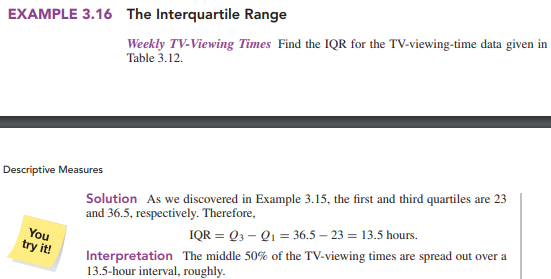 EXAMPLE 3.16 The Interquartile Range
Weekly TV-Viewing Times Find the IQR for the TV-viewing-time data given in
Table 3.12.
Descriptive Measures
Solution As we discovered in Example 3.15, the first and third quartiles are 23
and 36.5, respectively. Therefore,
You
try it!
IQR = Q₃ − Q₁ = 36.5 − 23 = 13.5 hours.
Interpretation The middle 50% of the TV-viewing times are spread out over a
13.5-hour interval, roughly.